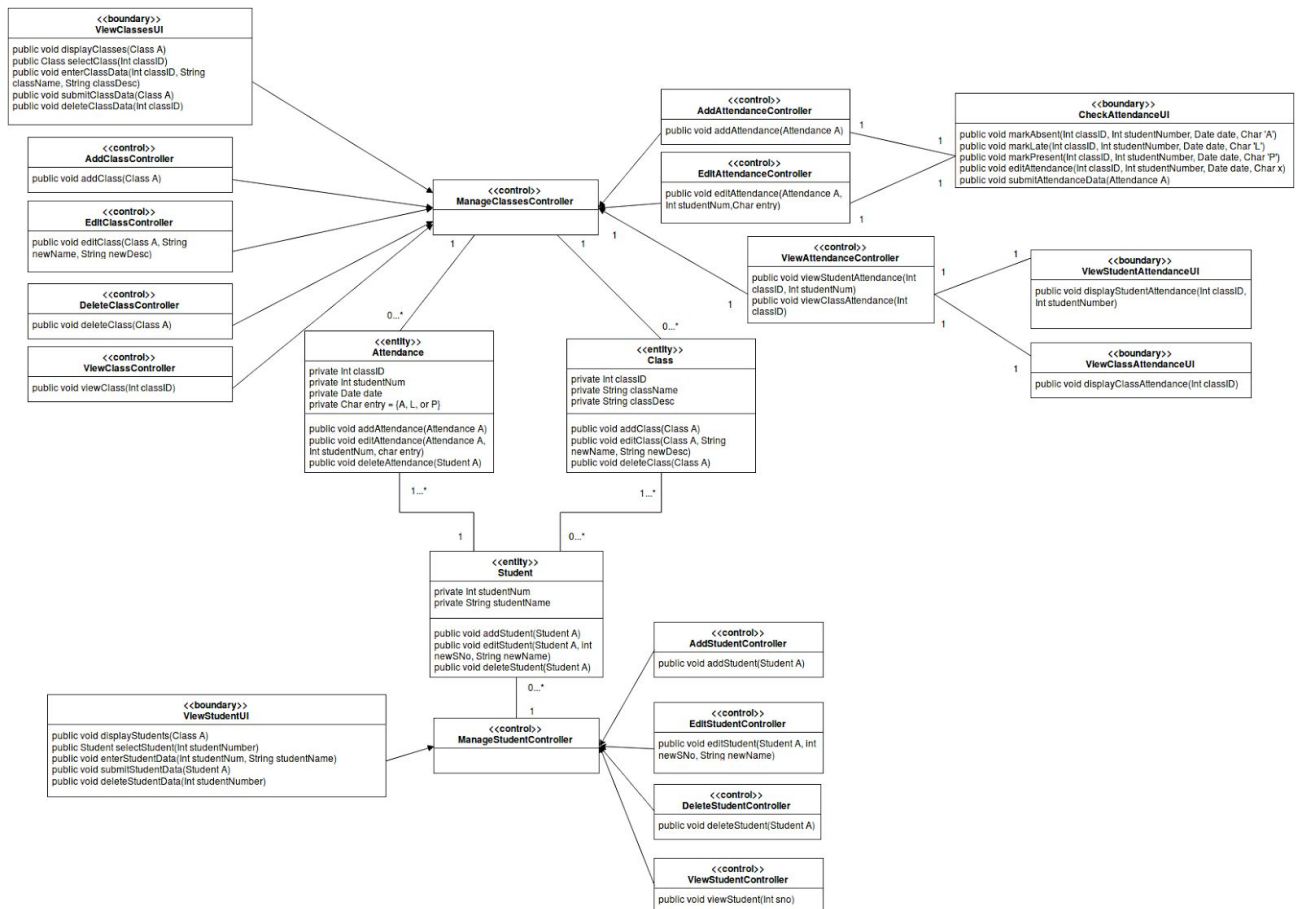 <<boundary>>
ViewClassesUI
public void displayClasses(Class A)
public Class selectClass(Int classID)
public void enterClassData(Int classID, String
className, String classDesc)
public void submitClassData(Class A)
public void deleteClassData(Int classID)
<<control>>
AddClassController
public void addClass(Class A)
<<control>>
EditClassController
public void editClass(Class A, String
newName, String newDesc)
<<control>>
DeleteClassController
public void deleteClass(Class A)
<<control>>
ViewClassController
public void viewClass(Int classID)
<<control>>
ManageClassesController
1
1
1
<<control>>
AddAttendanceController
public void addAttendance(Attendance A)
<<control>>
EditAttendanceController
public void editAttendance(Attendance A,
Int studentNum,Char entry)
1
1
1
1
<<boundary>>
CheckAttendanceUI
public void markAbsent(Int classID, Int studentNumber, Date date, Char 'A')
public void markLate(Int classID, Int studentNumber, Date date, Char 'L')
public void markPresent(Int classID, Int studentNumber, Date date, Char 'P')
public void editAttendance(Int classID, Int studentNumber, Date date, Char x)
public void submitAttendanceData(Attendance A)
<<control>>
ViewAttendanceController
public void viewStudentAttendance(Int
classID, Int studentNum)
public void viewClassAttendance(Int
classID)
1
1
1
1
1
<<boundary>>
ViewStudentAttendanceUI
public void displayStudentAttendance(Int classID,
Int studentNumber)
<<boundary>>
ViewClassAttendanceUI
public void displayClassAttendance(Int classID)
0...*
0...*
<<entity>>
Attendance
private Int classID
private Int studentNum
private Date date
private Char entry = {A, L, or P}
public void addAttendance(Attendance A)
public void editAttendance(Attendance A,
Int studentNum, char entry)
public void deleteAttendance(Student A)
<<entity>>
Class
private Int classID
private String className
private String classDesc
public void addClass(Class A)
public void editClass(Class A, String
newName, String newDesc)
public void deleteClass(Class A)
1...*
1...*
1
0...*
<<entity>>
Student
private Int studentNum
private String studentName
public void addStudent(Student A)
public void editStudent(Student A, int
newSNo, String newName)
public void deleteStudent(Student A)
0...*
1
<<boundary>>
ViewStudentUI
public void displayStudents(Class A)
public Student selectStudent(Int studentNumber)
public void enterStudentData(Int studentNum, String studentName)
public void submitStudentData(Student A)
public void deleteStudentData(Int studentNumber)
<<control>>
ManageStudentController
<<control>>
AddStudentController
public void addStudent(Student A)
<<control>>
EditStudentController
public void editStudent(Student A, int
newSNo, String newName)
<<control>>
DeleteStudentController
public void deleteStudent(Student A)
<<control>>
ViewStudentController
public void viewStudent(Int sno)